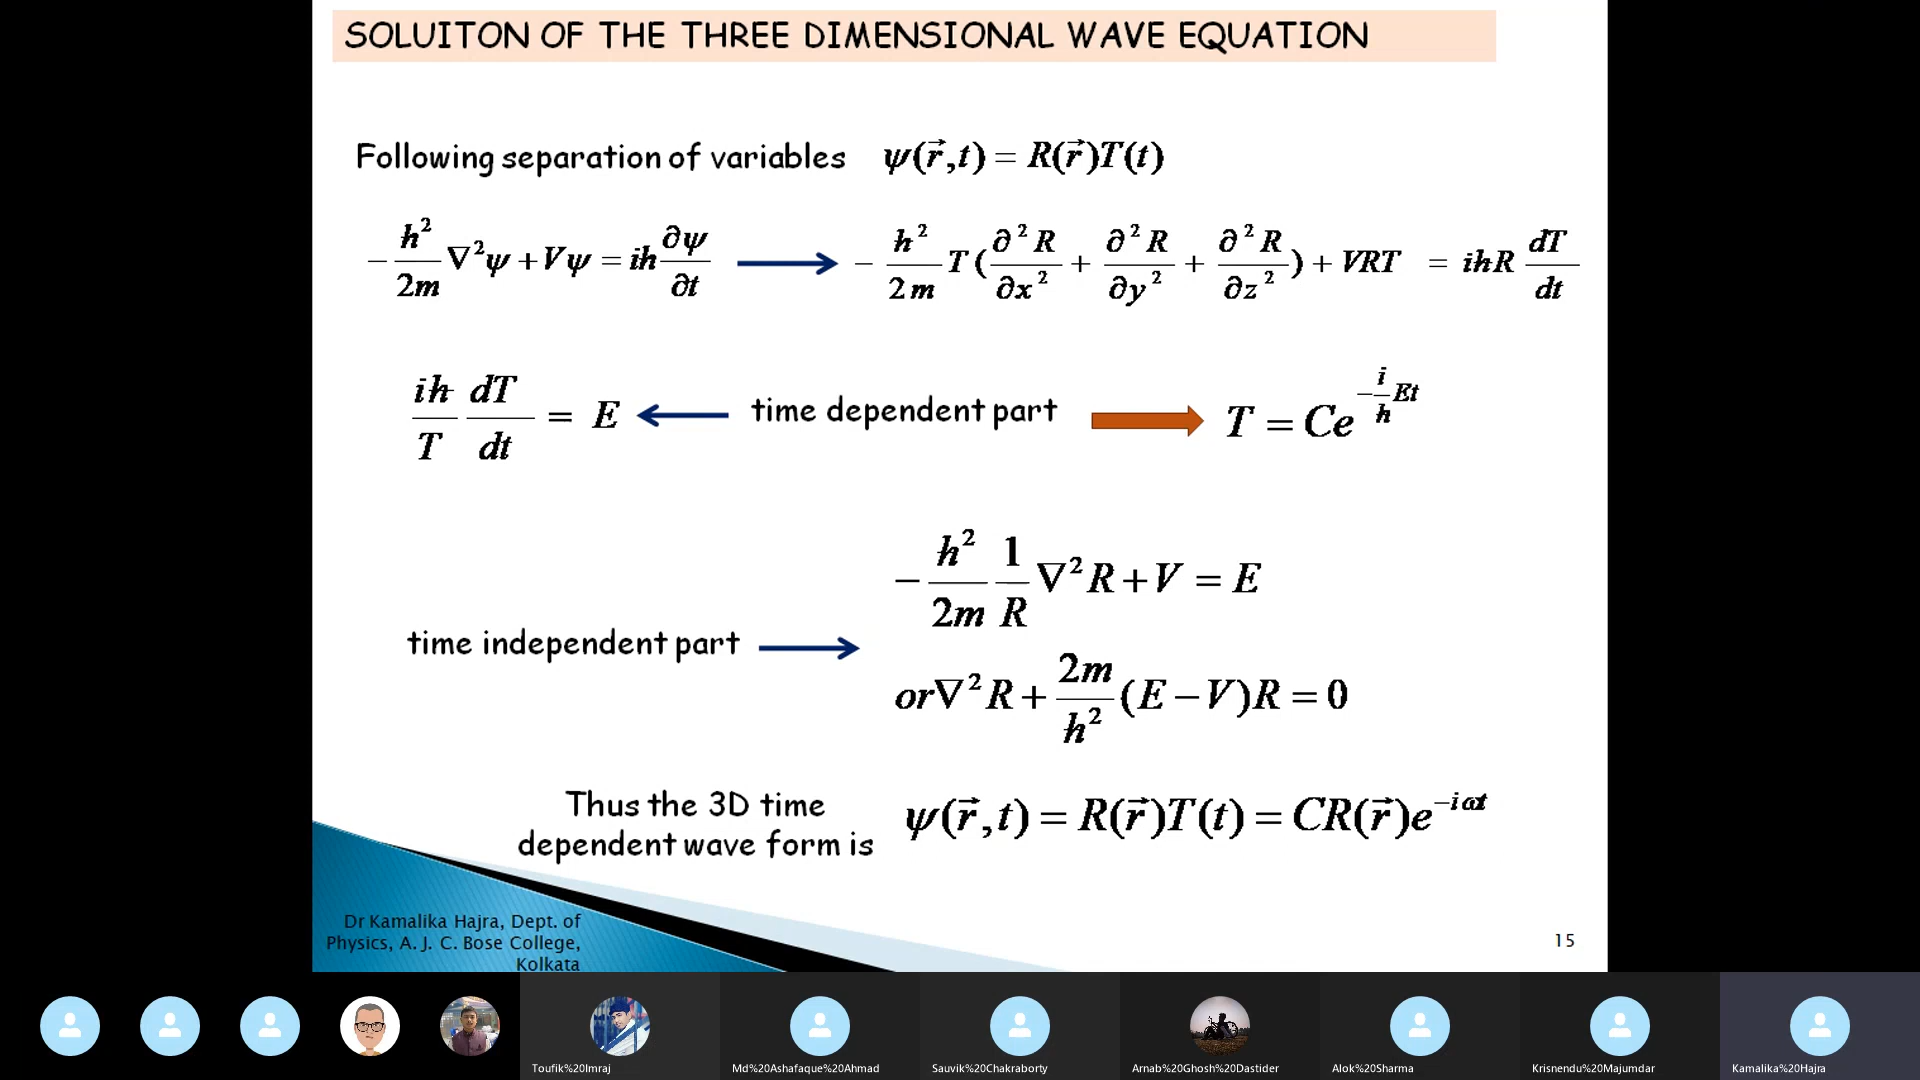 SOLUITON OF THE THREE DIMENSIONAL WAVE EQUATION
Following separation of variables ψ(r⃗,t) = R(r⃗)T(t)
−ħ²/2m ∇²ψ + Vψ = iħ ∂ψ/∂t → −ħ²/2m T(∂²R/∂x² + ∂²R/∂y² + ∂²R/∂z²) + VRT = iħR dT/dt
iħ/T dT/dt = E ← time dependent part → T = Ce^(−(i/ħ)Et)
−ħ²/2m 1/R ∇²R + V = E
time independent part →
or∇²R + 2m/ħ² (E − V)R = 0
Thus the 3D time
dependent wave form is
ψ(r⃗,t) = R(r⃗)T(t) = CR(r⃗)e^(−iωt)
Dr Kamalika Hajra, Dept. of
Physics, A. J. C. Bose College,
Kolkata
15
Toufik%20Imraj
Md%20Ashafaque%20Ahmad
Sauvik%20Chakraborty
Arnab%20Ghosh%20Dastider
Alok%20Sharma
Krisnendu%20Majumdar
Kamalika%20Hajra